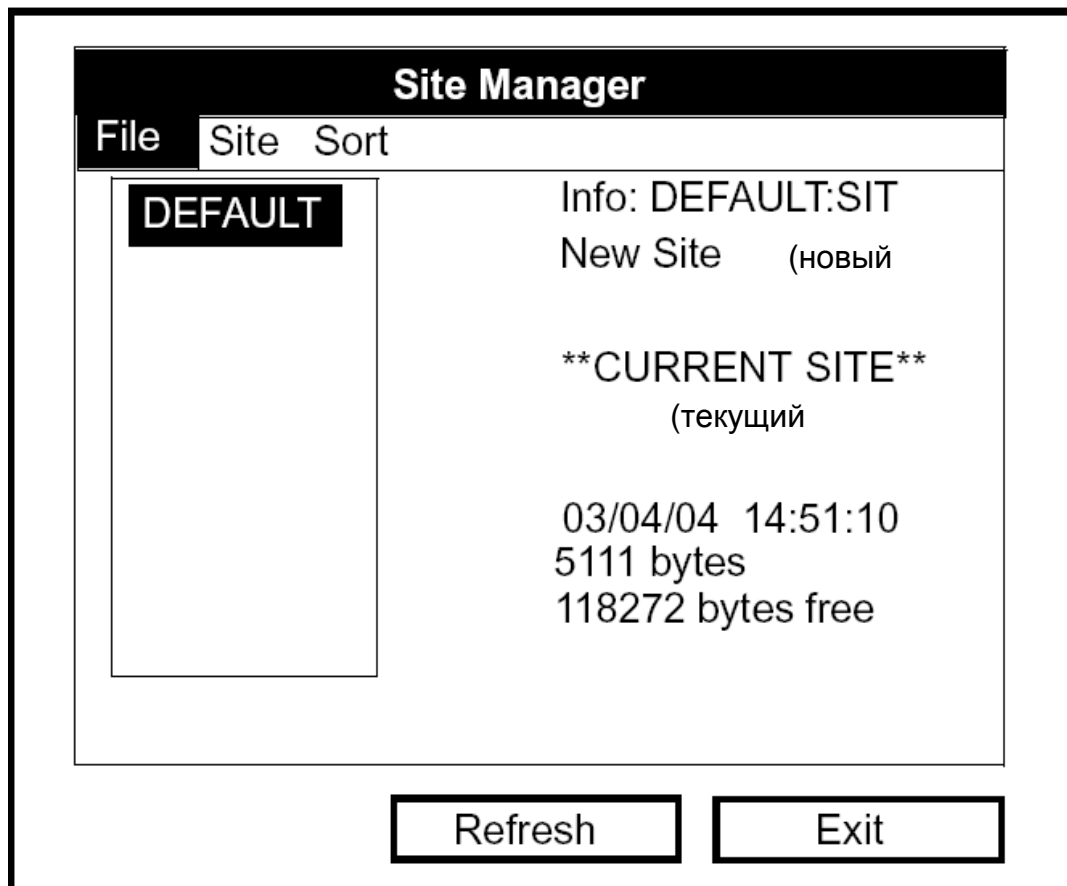 Site Manager
File Site Sort
DEFAULT
Info: DEFAULT:SIT
New Site (новый
**CURRENT SITE**
(текущий
03/04/04 14:51:10
5111 bytes
118272 bytes free
Refresh Exit